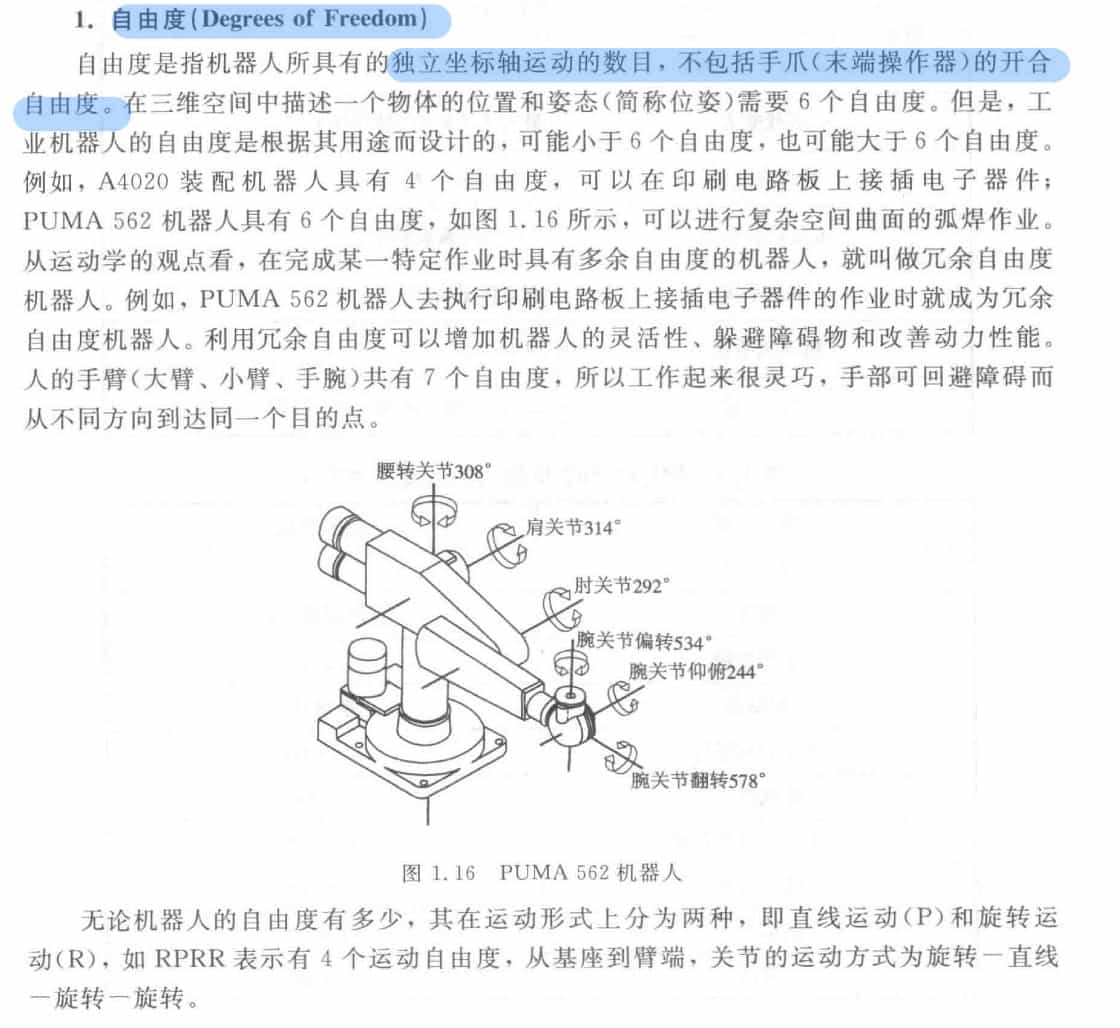 1. 自由度(Degrees of Freedom)
自由度是指机器人所具有的独立坐标轴运动的数目，不包括手爪(末端操作器)的开合
自由度。在三维空间中描述一个物体的位置和姿态(简称位姿)需要 6 个自由度。但是，工
业机器人的自由度是根据其用途而设计的，可能小于 6 个自由度，也可能大于 6 个自由度。
例如，A4020 装配机器人具有 4 个自由度，可以在印刷电路板上接插电子器件；
PUMA 562 机器人具有 6 个自由度，如图 1.16 所示，可以进行复杂空间曲面的弧焊作业。
从运动学的观点看，在完成某一特定作业时具有多余自由度的机器人，就叫做冗余自由度
机器人。例如，PUMA 562 机器人去执行印刷电路板上接插电子器件的作业时就成为冗余
自由度机器人。利用冗余自由度可以增加机器人的灵活性、躲避障碍物和改善动力性能。
人的手臂(大臂、小臂、手腕)共有 7 个自由度，所以工作起来很灵巧，手部可回避障碍而
从不同方向到达同一个目的点。
腰转关节308°
肩关节314°
肘关节292°
腕关节偏转534°
腕关节仰俯244°
腕关节翻转578°
图 1.16 PUMA 562 机器人
无论机器人的自由度有多少，其在运动形式上分为两种，即直线运动(P)和旋转运
动(R)，如 RPRR 表示有 4 个运动自由度，从基座到臂端，关节的运动方式为旋转－直线
－旋转－旋转。